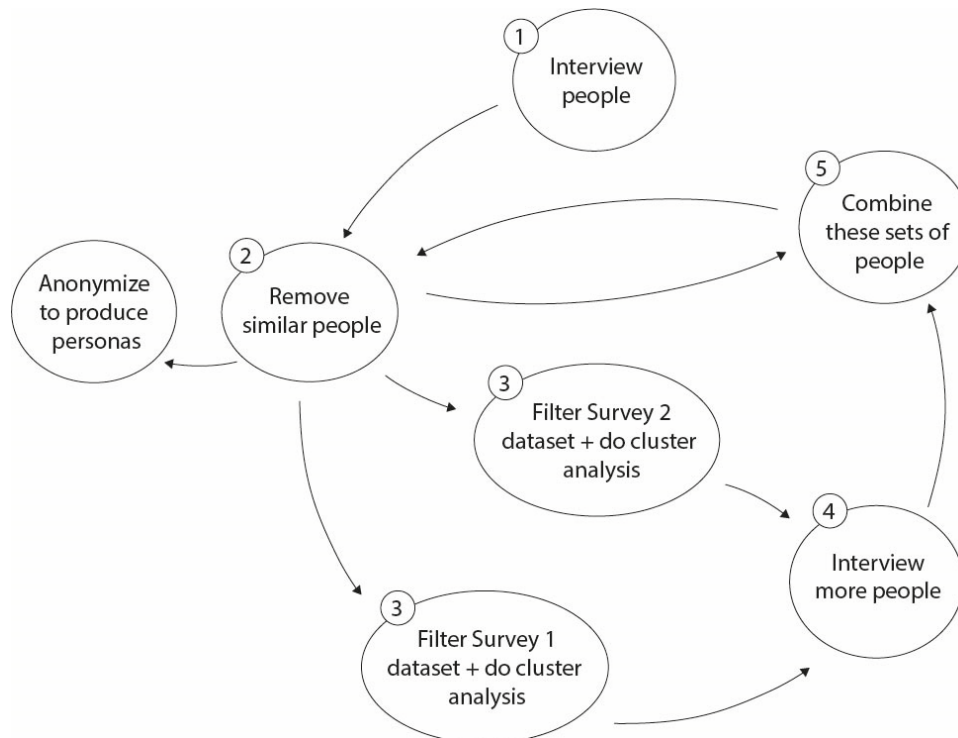 1
Interview
people
5
Combine
these sets of
people
2
Remove
similar people
Anonymize
to produce
personas
3
Filter Survey 2
dataset + do cluster
analysis
4
Interview
more people
3
Filter Survey 1
dataset + do cluster
analysis